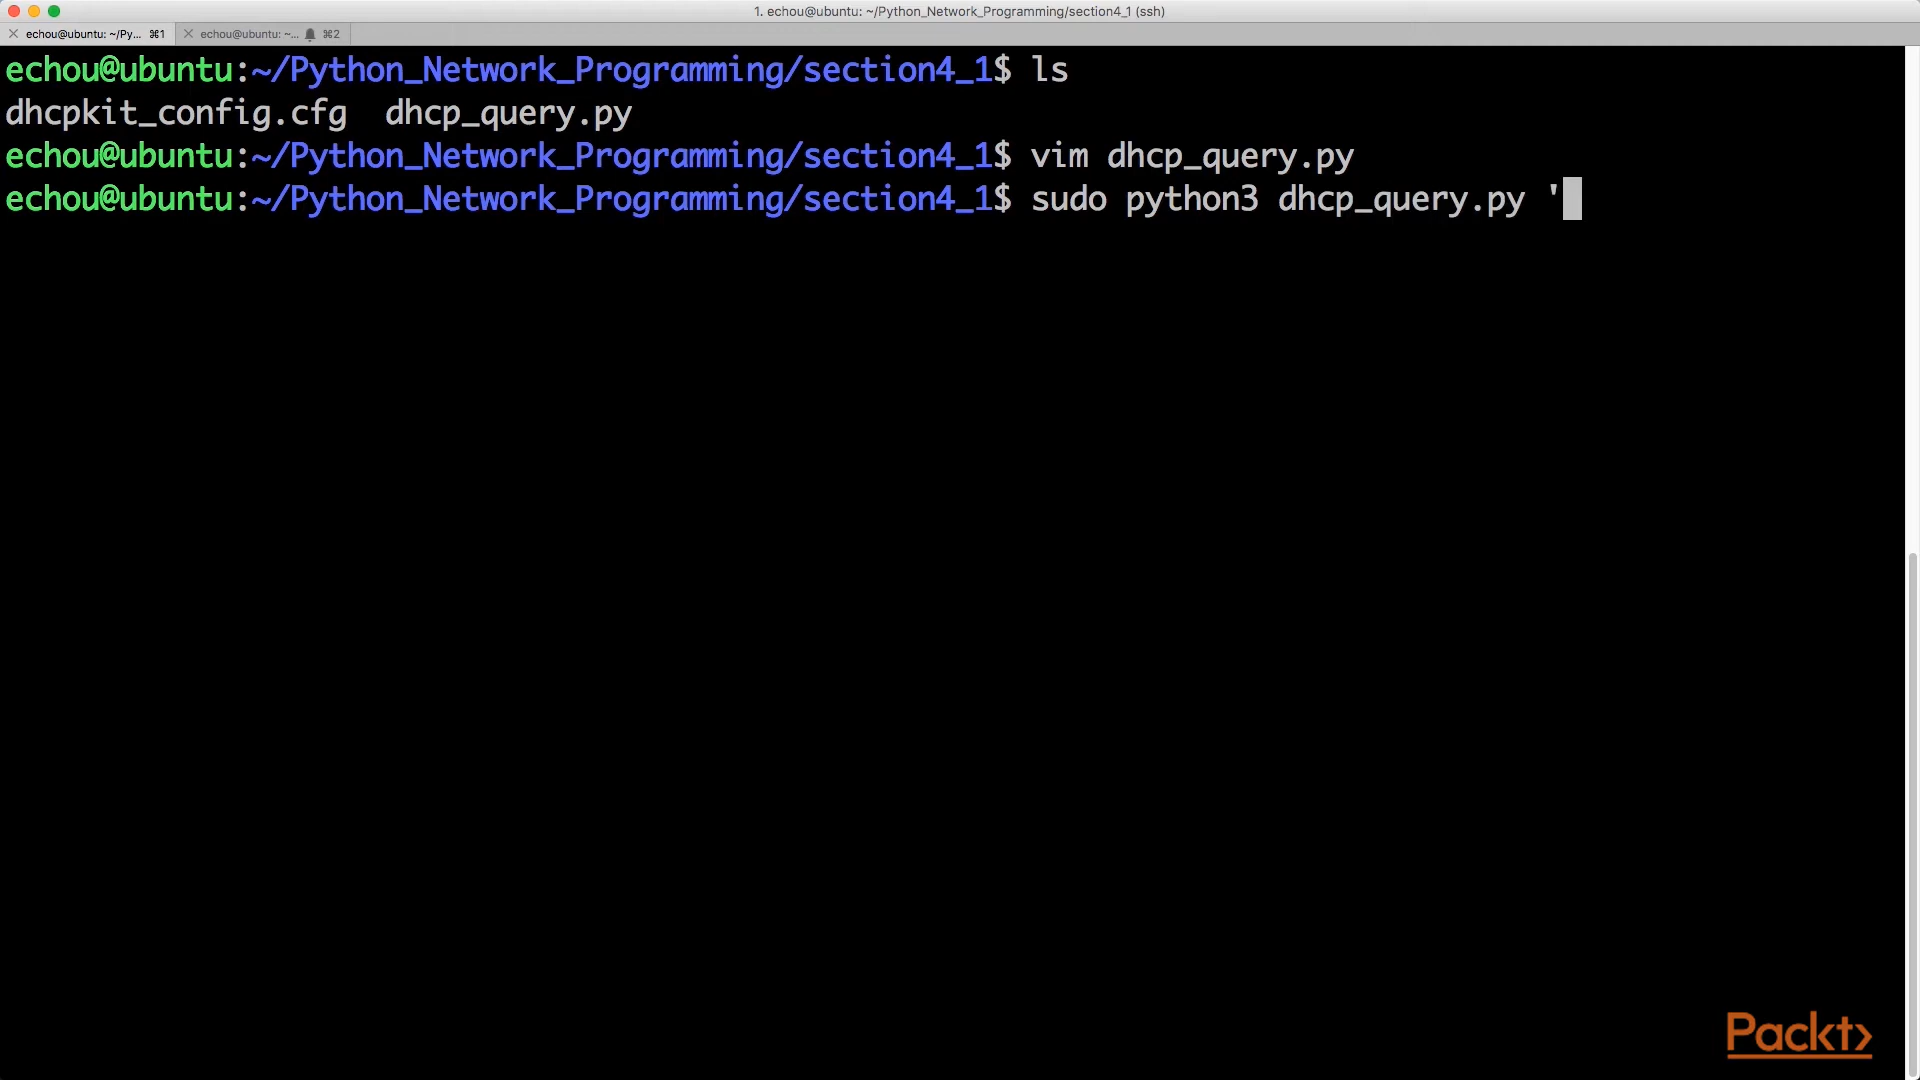 1. echou@ubuntu: ~/Python_Network_Programming/section4_1 (ssh)
echou@ubuntu: ~/Py... ⌘1
echou@ubuntu: ~... ⌘2
echou@ubuntu:~/Python_Network_Programming/section4_1$ ls
dhcpkit_config.cfg  dhcp_query.py
echou@ubuntu:~/Python_Network_Programming/section4_1$ vim dhcp_query.py
echou@ubuntu:~/Python_Network_Programming/section4_1$ sudo python3 dhcp_query.py '
Packt>